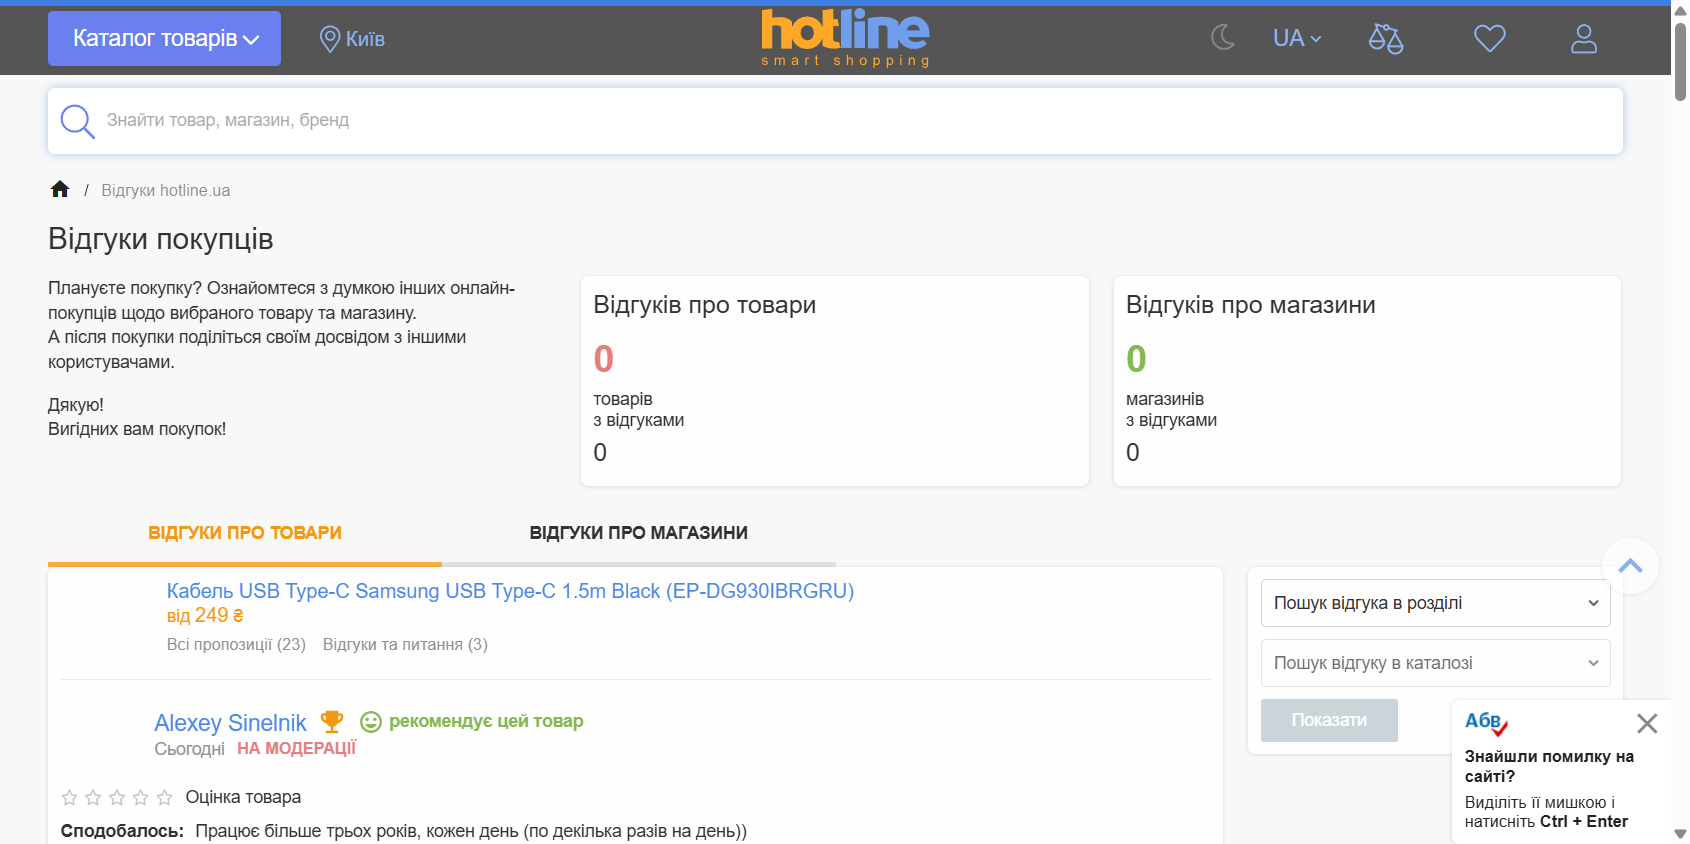 Каталог товарів
Київ
hotline
smart shopping
UA
Знайти товар, магазин, бренд
/ Відгуки hotline.ua
Відгуки покупців
Плануєте покупку? Ознайомтеся з думкою інших онлайн-
покупців щодо вибраного товару та магазину.
А після покупки поділіться своїм досвідом з іншими
користувачами.
Дякую!
Вигідних вам покупок!
Відгуків про товари
0
товарів
з відгуками
0
Відгуків про магазини
0
магазинів
з відгуками
0
ВІДГУКИ ПРО ТОВАРИ
ВІДГУКИ ПРО МАГАЗИНИ
Кабель USB Type-C Samsung USB Type-C 1.5m Black (EP-DG930IBRGRU)
від 249 ₴
Всі пропозиції (23) Відгуки та питання (3)
Alexey Sinelnik рекомендує цей товар
Сьогодні НА МОДЕРАЦІЇ
Оцінка товара
Сподобалось: Працює більше трьох років, кожен день (по декілька разів на день))
Пошук відгука в розділі
Пошук відгуку в каталозі
Показати
Абв
Знайшли помилку на
сайті?
Виділіть її мишкою і
натисніть Ctrl + Enter